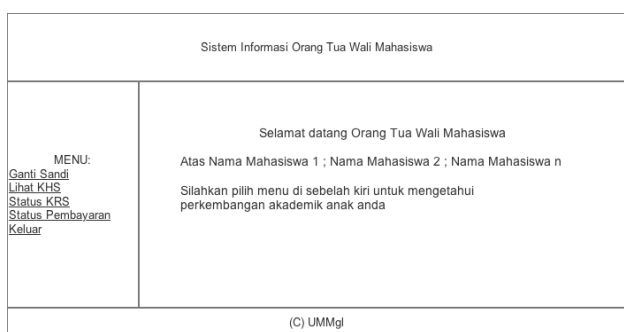 Sistem Informasi Orang Tua Wali Mahasiswa
MENU:
Ganti Sandi
Lihat KHS
Status KRS
Status Pembayaran
Keluar
Selamat datang Orang Tua Wali Mahasiswa
Atas Nama Mahasiswa 1 ; Nama Mahasiswa 2 ; Nama Mahasiswa n
Silahkan pilih menu di sebelah kiri untuk mengetahui
perkembangan akademik anak anda
(C) UMMgl